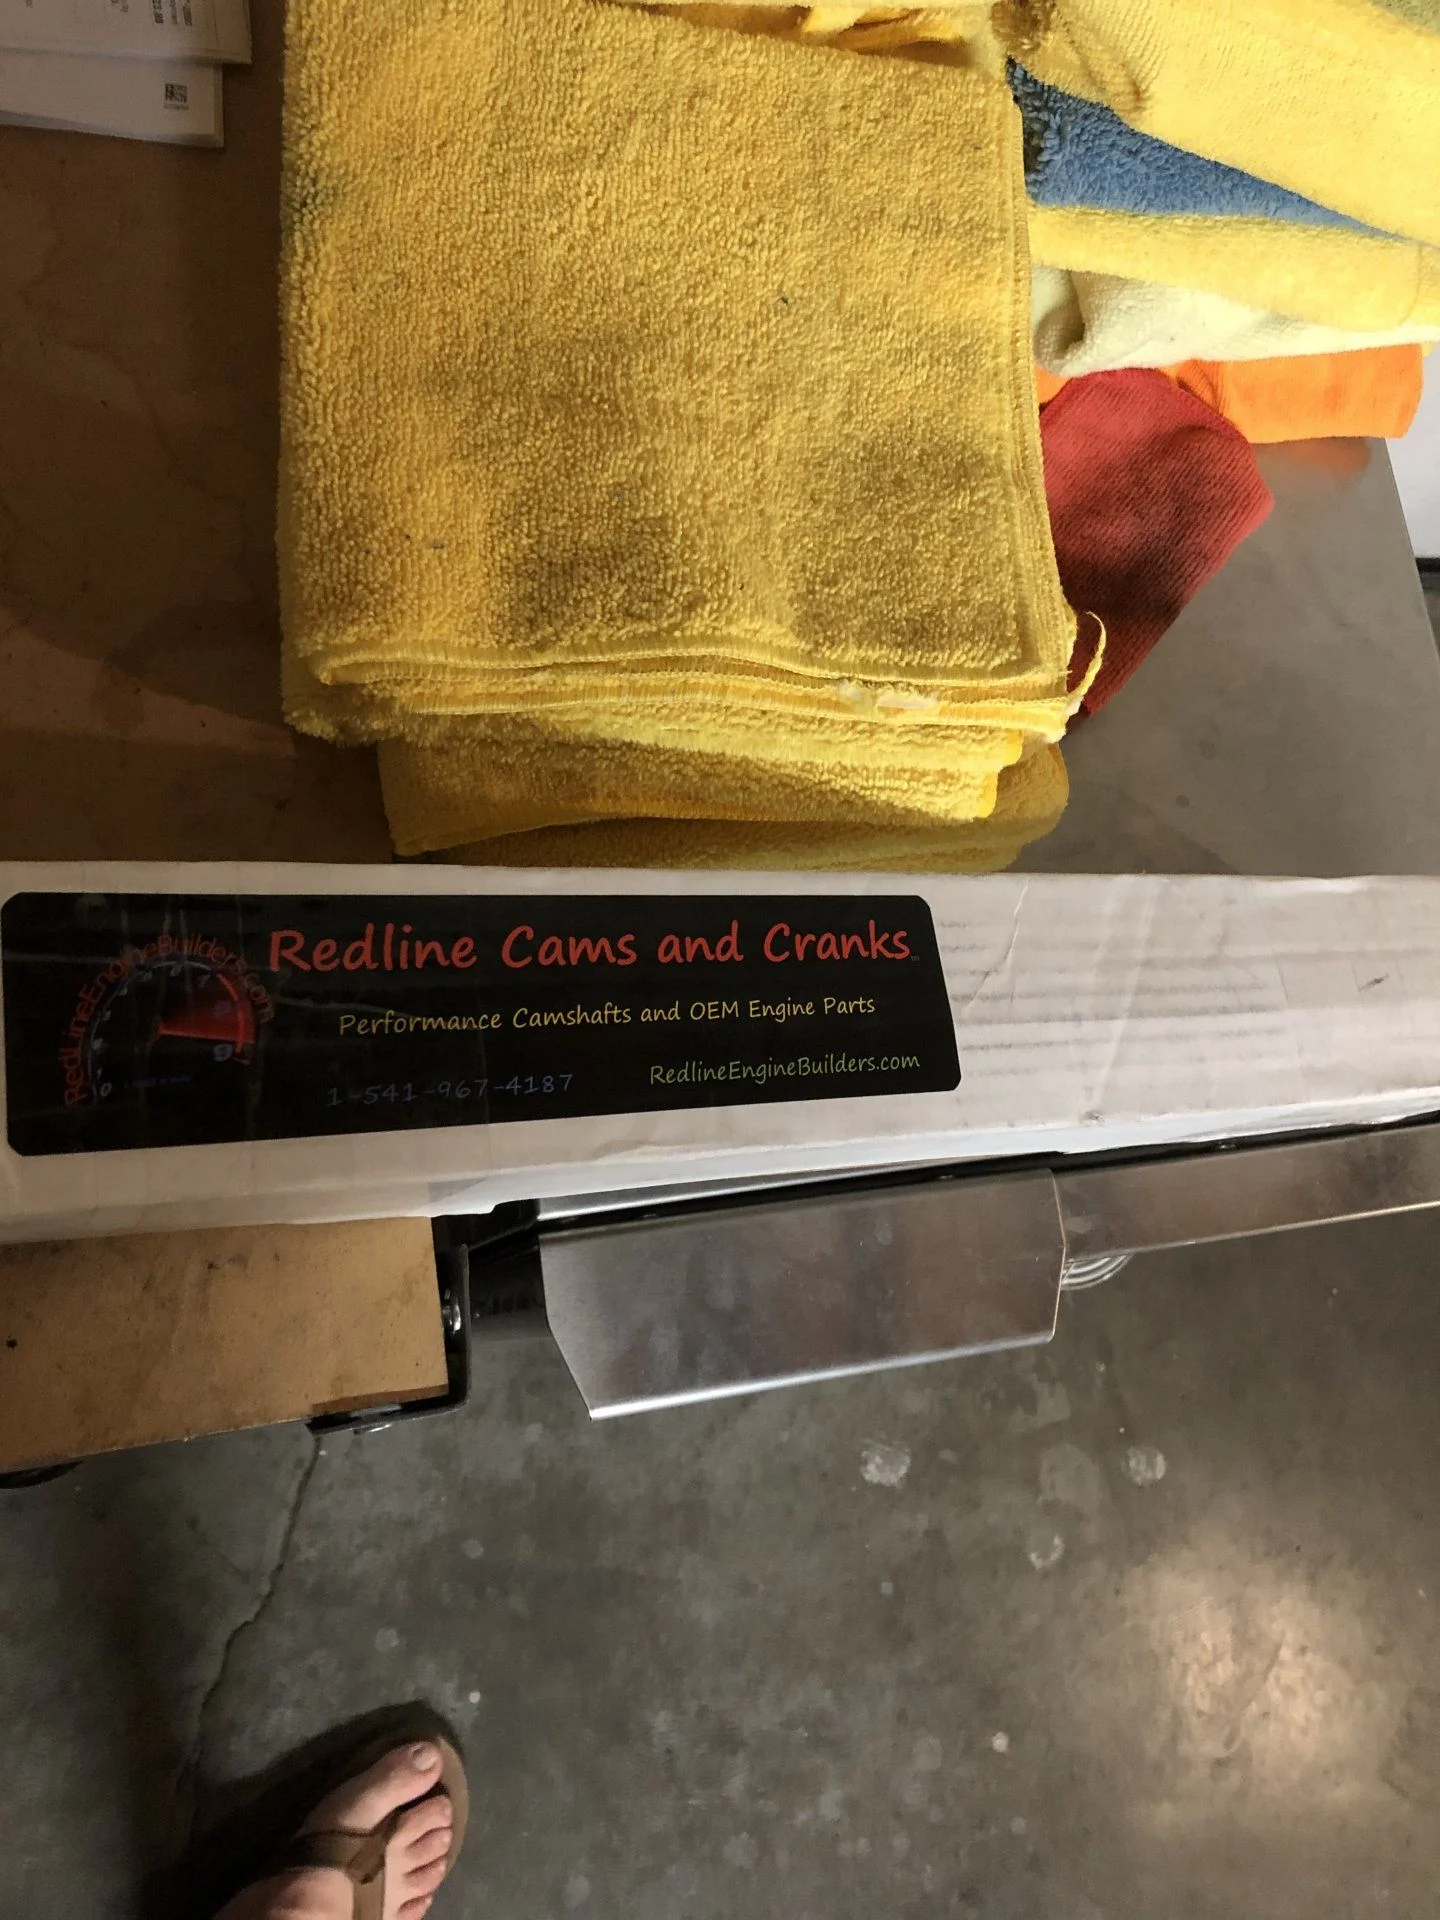 Redline Cams and Cranks
Performance Camshafts and OEM Engine Parts
1-541-967-4187
RedlineEngineBuilders.com
RedLineEngineBuilders.com